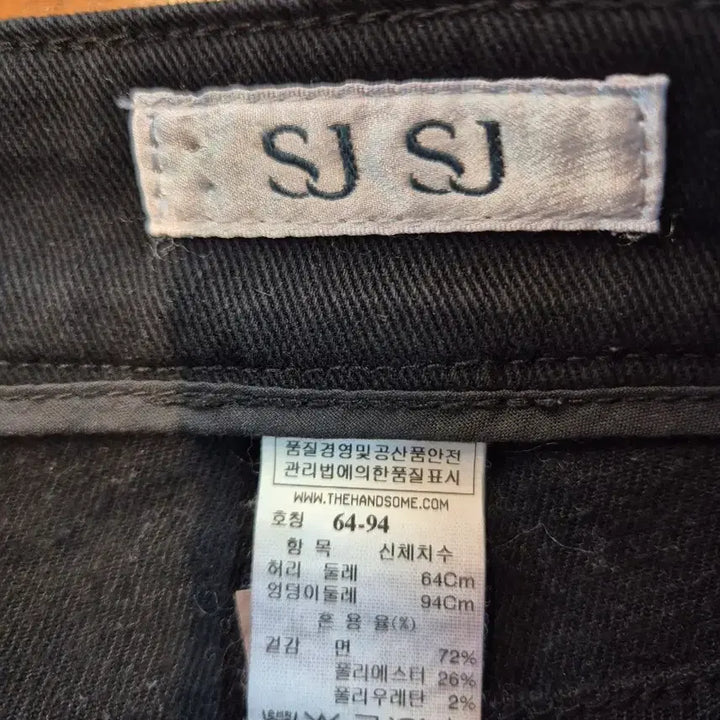 SJ SJ
품질경영및공산품안전
관리법에의한품질표시
WWW.THEHANDSOME.COM
호칭 64-94
항 목 신체치수
허리 둘레 64Cm
엉덩이둘레 94Cm
혼 용 율(%)
겉감 면 72%
폴리에스터 26%
폴리우레탄 2%